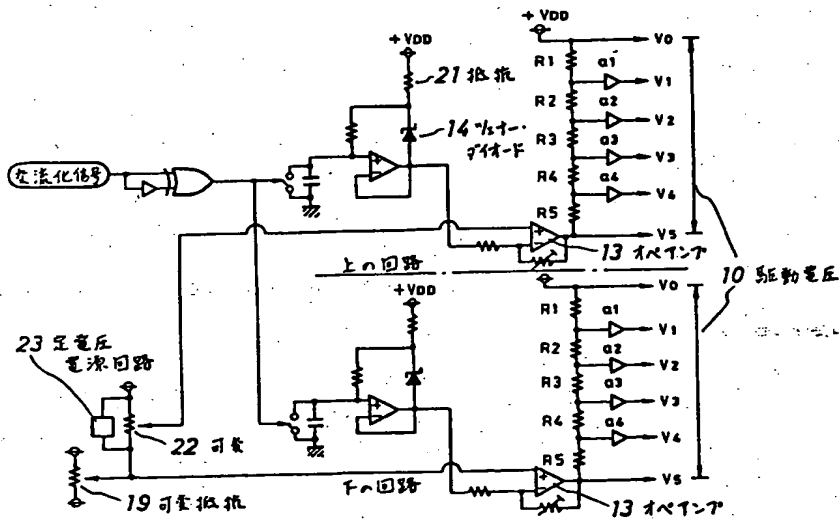 +VDD
+VDD
V0
R1
a1
V1
21 抵抗
R2
a2
V2
14 ツェナー・
ダイオード
R3
a3
V3
R4
a4
V4
交流化信号
R5
V5
13 オペアンプ
上の回路
10 駆動電圧
+VDD
V0
R1
a1
V1
R2
a2
V2
23 定電圧
電源回路
R3
a3
V3
R4
a4
V4
22 可変
R5
V5
19 可変抵抗
下の回路
13 オペアンプ